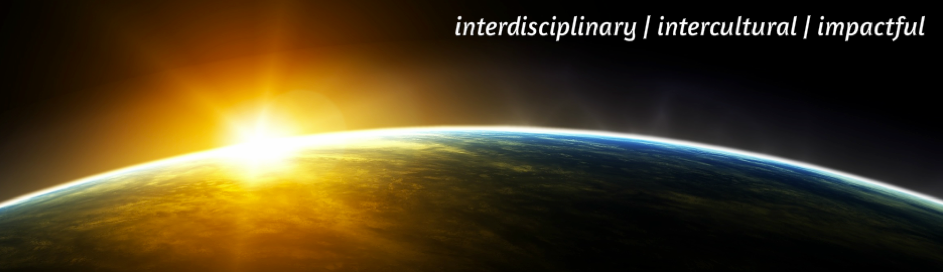 interdisciplinary | intercultural | impactful